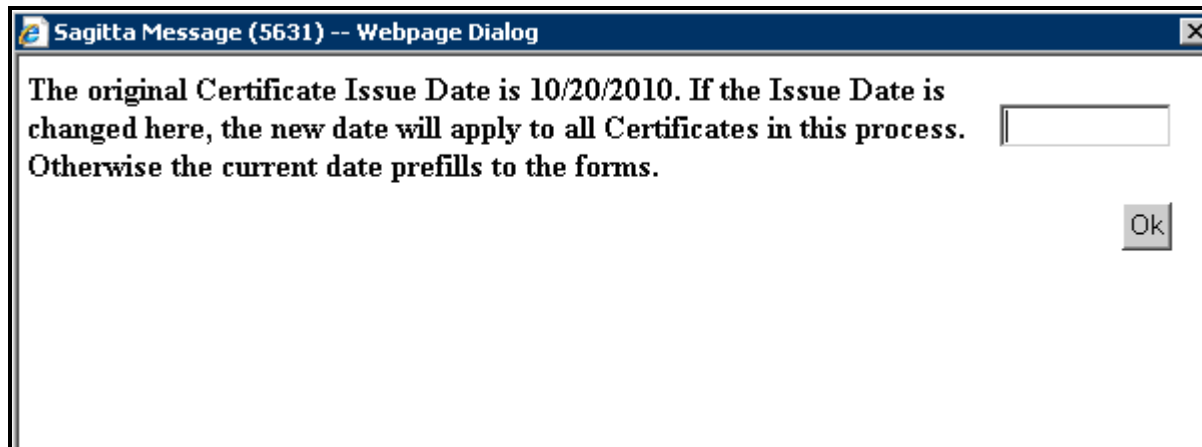 Sagitta Message (5631) -- Webpage Dialog
The original Certificate Issue Date is 10/20/2010. If the Issue Date is
changed here, the new date will apply to all Certificates in this process.
Otherwise the current date prefills to the forms.
Ok